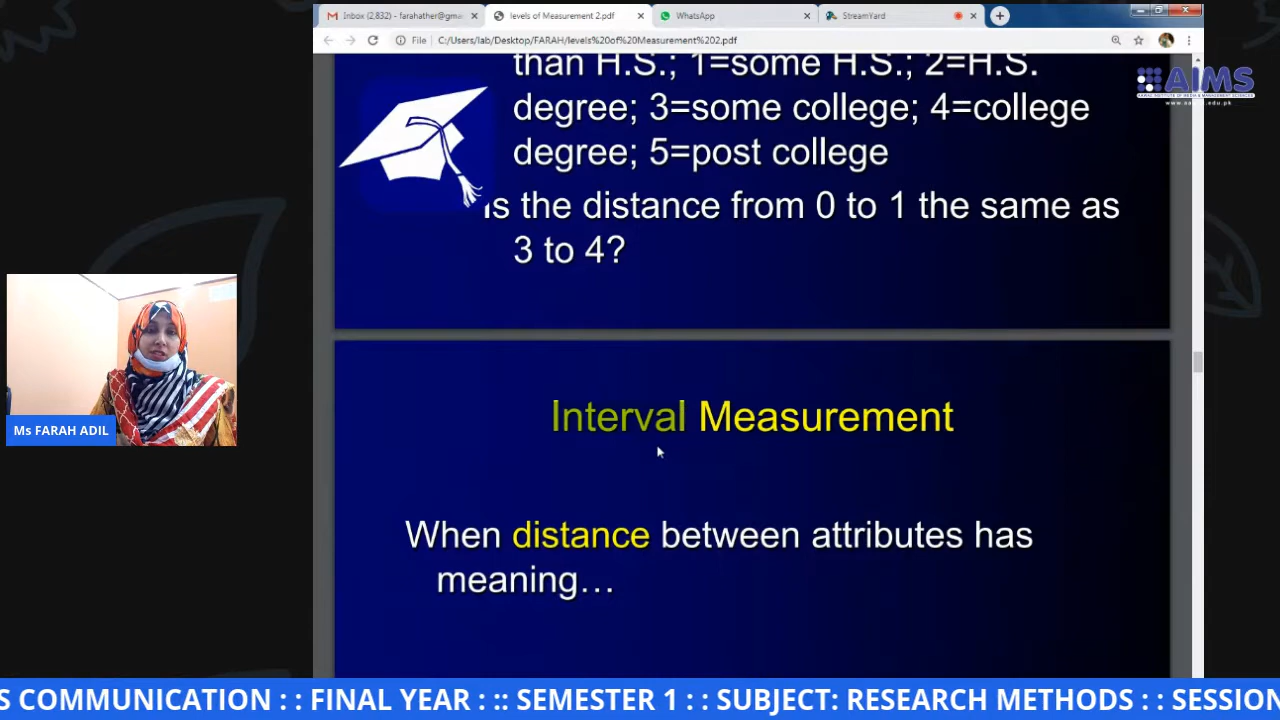 Inbox (2,832) - farahather@gmai
levels of Measurement 2.pdf
WhatsApp
StreamYard
File
C:/Users/lab/Desktop/FARAH/levels%20of%20Measurement%202.pdf
AIMS
than H.S.; 1=some H.S.; 2=H.S.
degree; 3=some college; 4=college
degree; 5=post college
Is the distance from 0 to 1 the same as
3 to 4?
Ms FARAH ADIL
Interval Measurement
When distance between attributes has
meaning…
S COMMUNICATION : : FINAL YEAR : :: SEMESTER 1 : : SUBJECT: RESEARCH METHODS : : SESSION